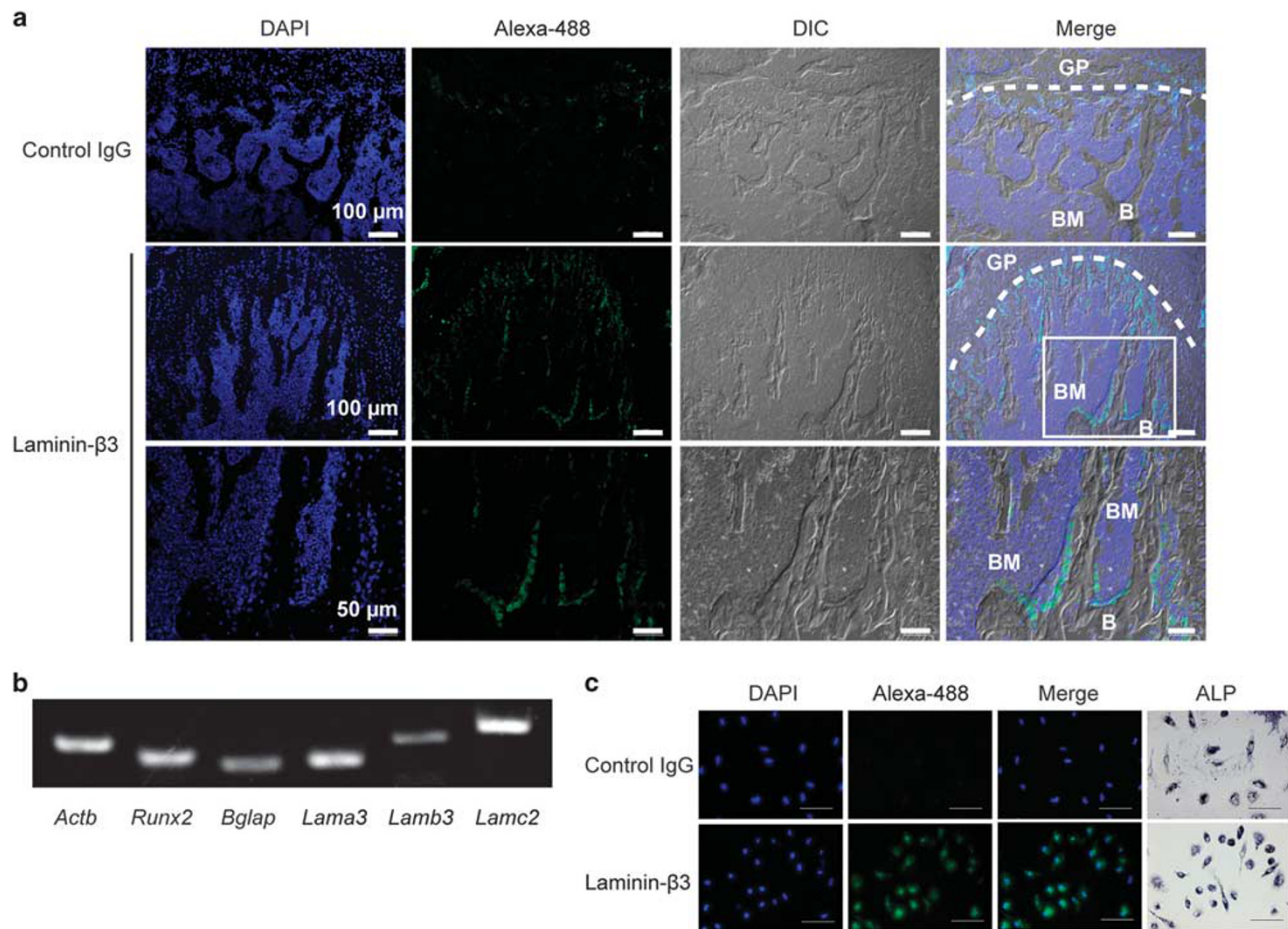 a
DAPI Alexa-488 DIC Merge
Control IgG
100 µm
GP
BM
B
Laminin-β3
100 µm
GP
BM
B
50 µm
BM
BM
B
b
Actb Runx2 Bglap Lama3 Lamb3 Lamc2
c
DAPI Alexa-488 Merge ALP
Control IgG
Laminin-β3